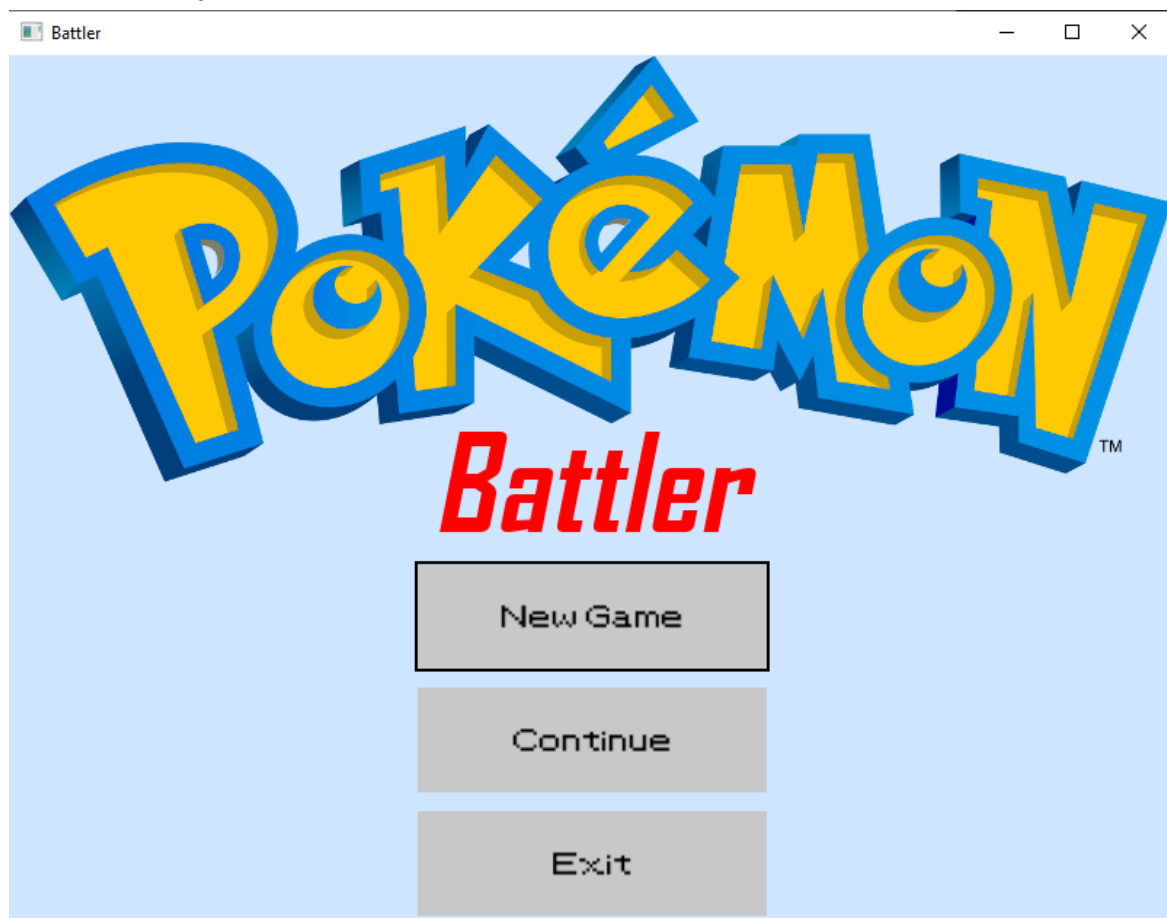 Battler
POKéMON
TM
Battler
New Game
Continue
Exit